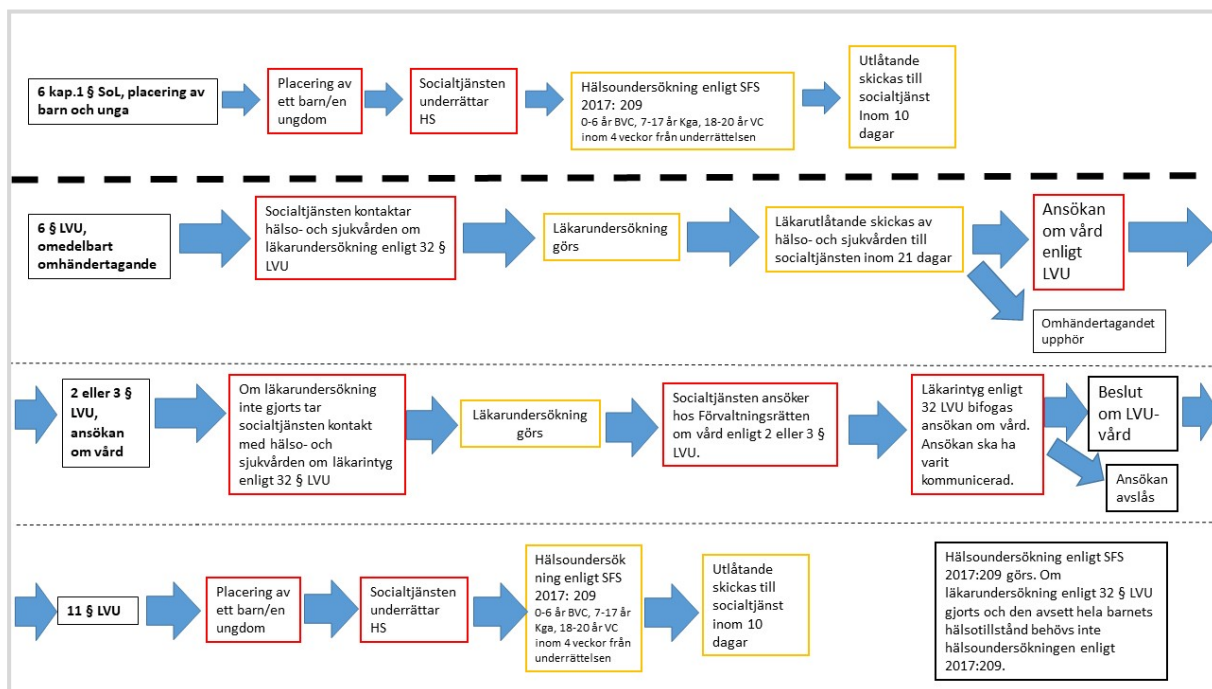 6 kap.1 § SoL, placering av
barn och unga
Placering av
ett barn/en
ungdom
Socialtjänsten
underrättar
HS
Hälsoundersökning enligt SFS
2017: 209
0-6 år BVC, 7-17 år Kga, 18-20 år VC
inom 4 veckor från underrättelsen
Utlåtande
skickas till
socialtjänst
Inom 10
dagar
6 § LVU,
omedelbart
omhändertagande
Socialtjänsten kontaktar
hälso- och sjukvården om
läkarundersökning enligt 32 §
LVU
Läkarundersökning
görs
Läkarutlåtande skickas av
hälso- och sjukvården till
socialtjänsten inom 21 dagar
Ansökan
om vård
enligt
LVU
Omhändertagandet
upphör
2 eller 3 §
LVU,
ansökan
om vård
Om läkarundersökning
inte gjorts tar
socialtjänsten kontakt
med hälso- och
sjukvården om läkarintyg
enligt 32 § LVU
Läkarundersökning
görs
Socialtjänsten ansöker
hos Förvaltningsrätten
om vård enligt 2 eller 3 §
LVU.
Läkarintyg enligt
32 LVU bifogas
ansökan om vård.
Ansökan ska ha
varit
kommunicerad.
Beslut
om LVU-
vård
Ansökan
avslås
11 § LVU
Placering av
ett barn/en
ungdom
Socialtjänsten
underrättar
HS
Hälsoundersök
ning enligt SFS
2017: 209
0-6 år BVC, 7-17 år
Kga, 18-20 år VC
inom 4 veckor från
underrättelsen
Utlåtande
skickas till
socialtjänst
inom 10
dagar
Hälsoundersökning enligt SFS
2017:209 görs. Om
läkarundersökning enligt 32 § LVU
gjorts och den avsett hela barnets
hälsotillstånd behövs inte
hälsoundersökningen enligt
2017:209.